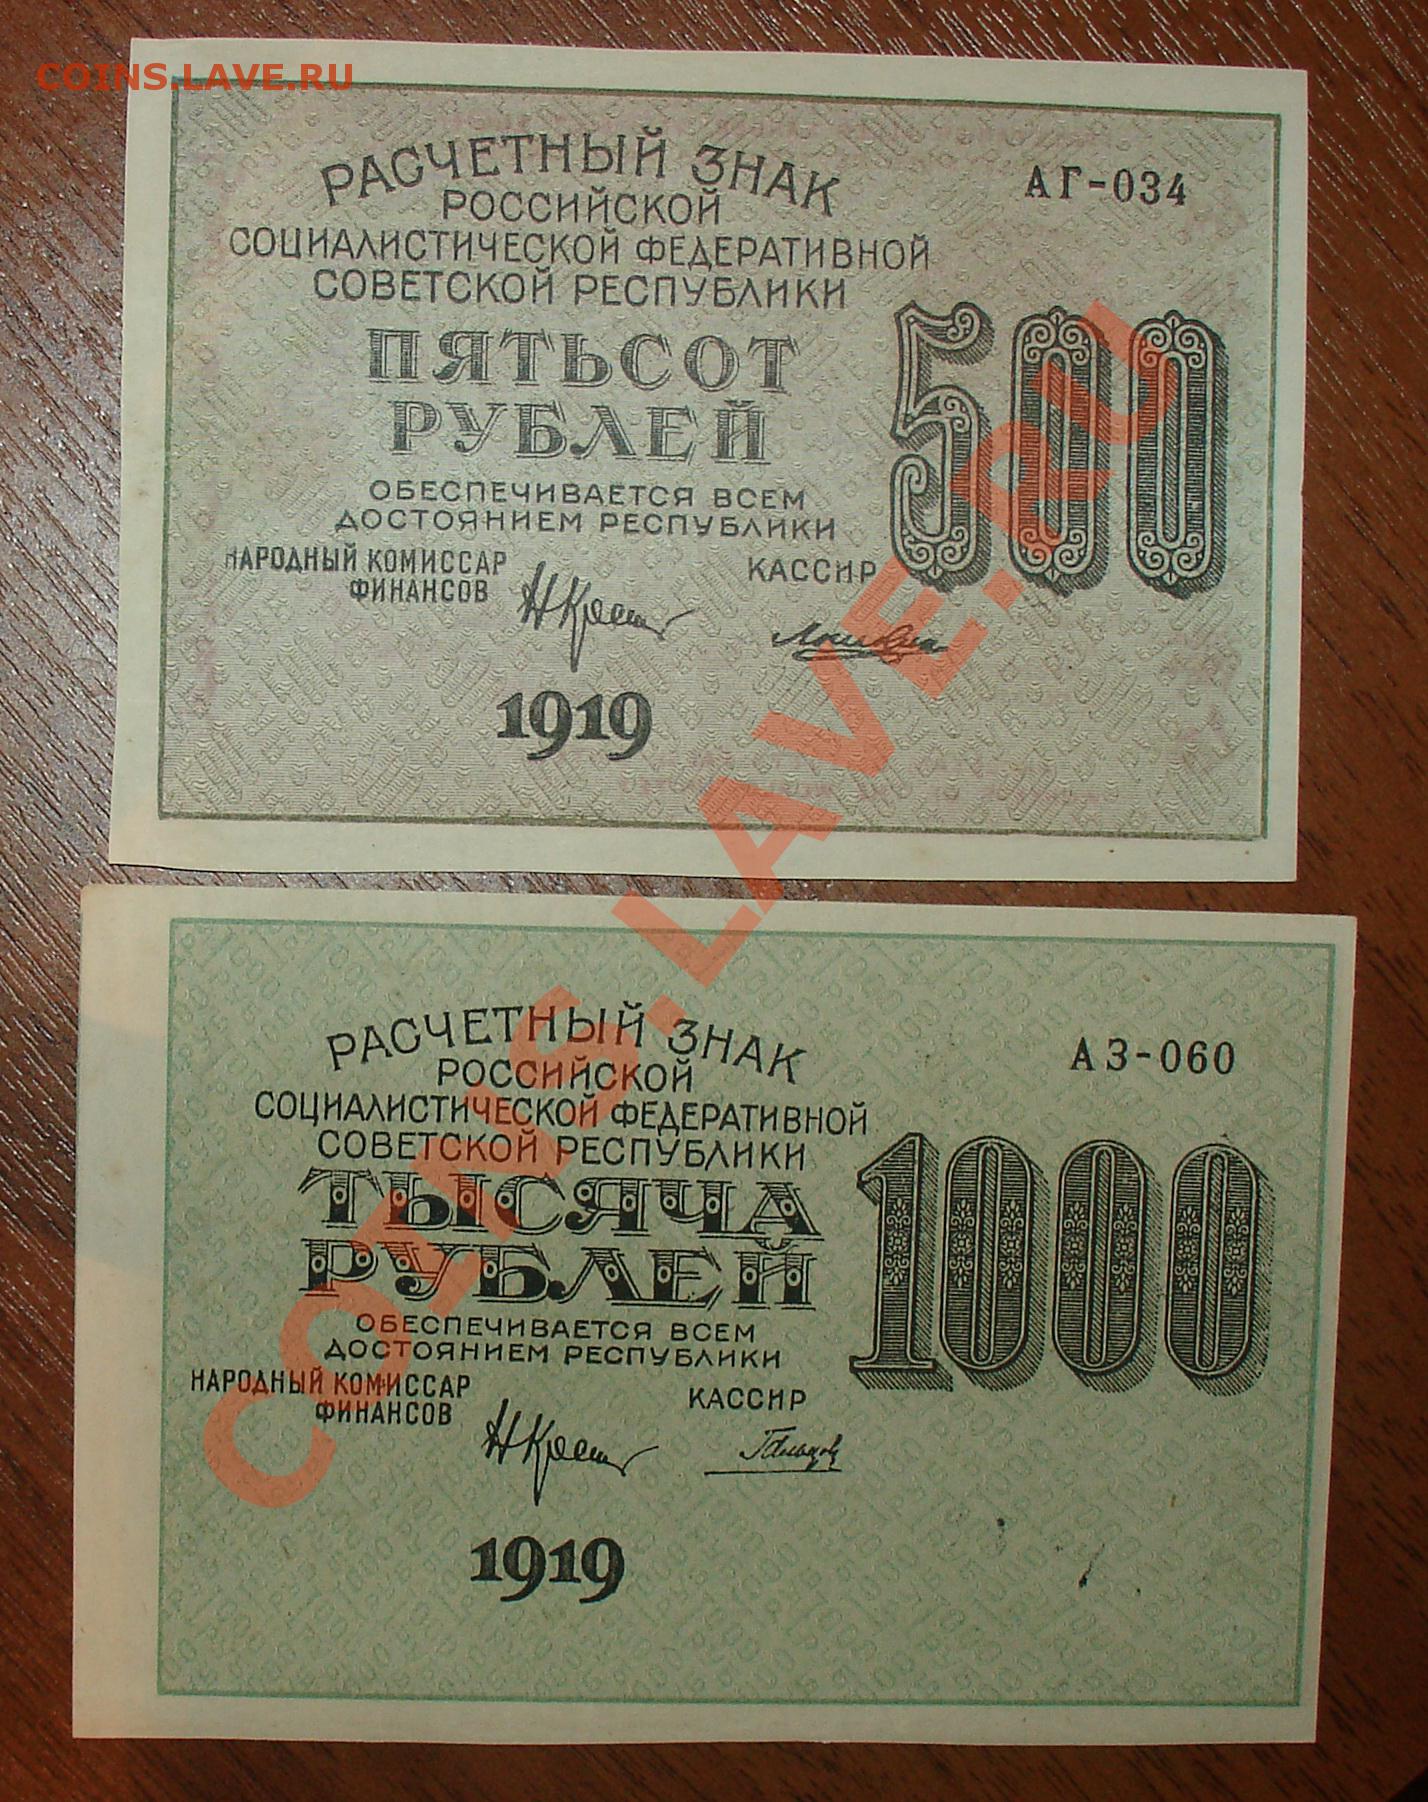 COINS.LAVE.RU
РАСЧЕТНЫЙ ЗНАК
РОССИЙСКОЙ
СОЦИАЛИСТИЧЕСКОЙ ФЕДЕРАТИВНОЙ
СОВЕТСКОЙ РЕСПУБЛИКИ
АГ-034
ПЯТЬСОТ
РУБЛЕЙ
500
ОБЕСПЕЧИВАЕТСЯ ВСЕМ
ДОСТОЯНИЕМ РЕСПУБЛИКИ
НАРОДНЫЙ КОМИССАР
ФИНАНСОВ
КАССИР
1919
COINS.LAVE.RU
РАСЧЕТНЫЙ ЗНАК
РОССИЙСКОЙ
СОЦИАЛИСТИЧЕСКОЙ ФЕДЕРАТИВНОЙ
СОВЕТСКОЙ РЕСПУБЛИКИ
АЗ-060
ТЫСЯЧА
РУБЛЕЙ
1000
ОБЕСПЕЧИВАЕТСЯ ВСЕМ
ДОСТОЯНИЕМ РЕСПУБЛИКИ
НАРОДНЫЙ КОМИССАР
ФИНАНСОВ
КАССИР
1919